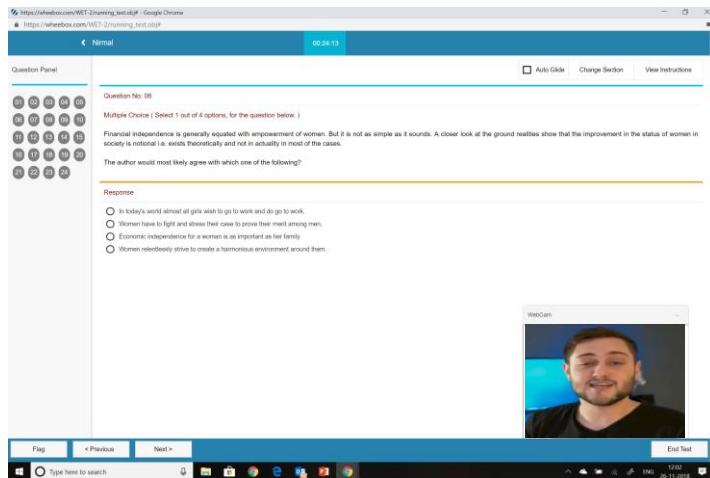 https://wheebox.com/WET-2/running_test.obj# - Google Chrome
https://wheebox.com/WET-2/running_test.obj#
Nirmal
00:24:13
Question Panel
Auto Glide Change Section View Instructions
01 02 03 04 05
06 07 08 09 10
11 12 13 14 15
16 17 18 19 20
21 22 23 24
Question No: 06
Multiple Choice ( Select 1 out of 4 options, for the question below. )
Financial independence is generally equated with empowerment of women. But it is not as simple as it sounds. A closer look at the ground realities show that the improvement in the status of women in
society is notional i.e. exists theoretically and not in actuality in most of the cases.
The author would most likely agree with which one of the following?
Response
In today's world almost all girls wish to go to work and do go to work.
Women have to fight and stress their case to prove their merit among men.
Economic independence for a woman is as important as her family
Women relentlessly strive to create a harmonious environment around them.
WebCam
Flag < Previous Next > End Test
Type here to search
ENG
12:02
26-11-2018